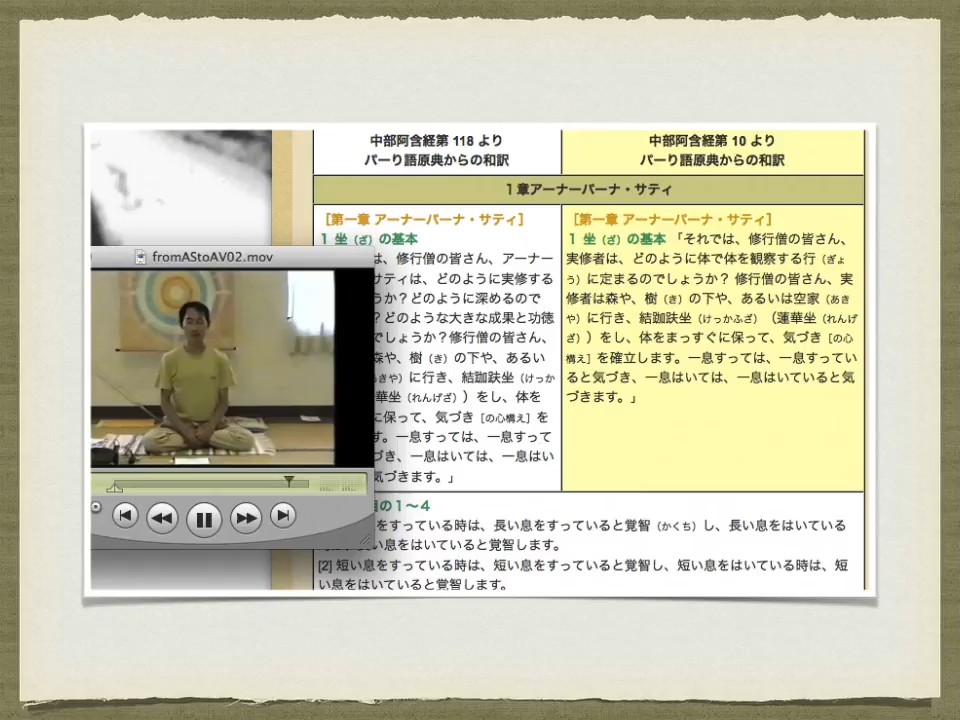 中部阿含経第 118 より
パーリ語原典からの和訳
中部阿含経第 10 より
パーリ語原典からの和訳
1章アーナーパーナ・サティ
[第一章 アーナーパーナ・サティ]
1 坐（ざ）の基本
は、修行僧の皆さん、アーナー
サティは、どのように実修する
うか？どのように深めるので
？どのような大きな成果と功徳
でしょうか？修行僧の皆さん、
森や、樹（き）の下や、あるい
きや）に行き、結珈趺坐（けっか
華坐（れんげざ））をし、体を
に保って、気づき［の心構え］を
す。一息すっては、一息すって
づき、一息はいては、一息はい
気づきます。」
[第一章 アーナーパーナ・サティ]
1 坐（ざ）の基本 「それでは、修行僧の皆さん、
実修者は、どのように体で体を観察する行（ぎょ
う）に定まるのでしょうか？ 修行僧の皆さん、実
修者は森や、樹（き）の下や、あるいは空家（あき
や）に行き、結珈趺坐（けっかふざ）（蓮華坐（れんげ
ざ））をし、体をまっすぐに保って、気づき［の心
構え］を確立します。一息すっては、一息すってい
ると気づき、一息はいては、一息はいていると気
づきます。」
fromAStoAV02.mov
目の１〜４
をすっている時は、長い息をすっていると覚智（かくち）し、長い息をはいている
い息をはいていると覚智します。
[2] 短い息をすっている時は、短い息をすっていると覚智し、短い息をはいている時は、短
い息をはいていると覚智します。